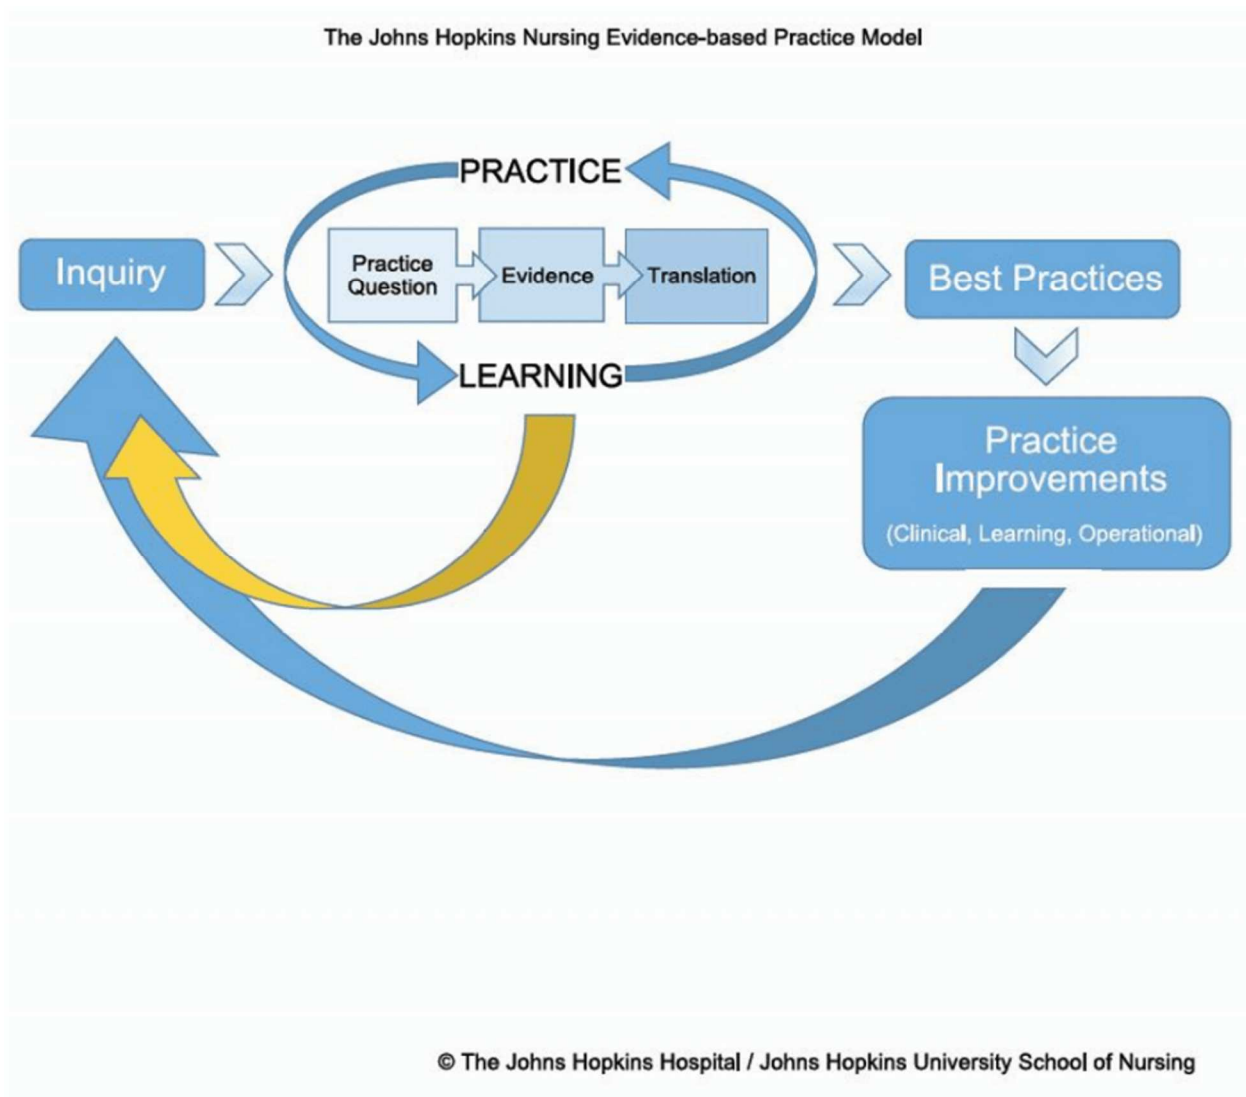 The Johns Hopkins Nursing Evidence-based Practice Model
PRACTICE
Inquiry
Practice
Question
Evidence
Translation
LEARNING
Best Practices
Practice
Improvements
(Clinical, Learning, Operational)
© The Johns Hopkins Hospital / Johns Hopkins University School of Nursing